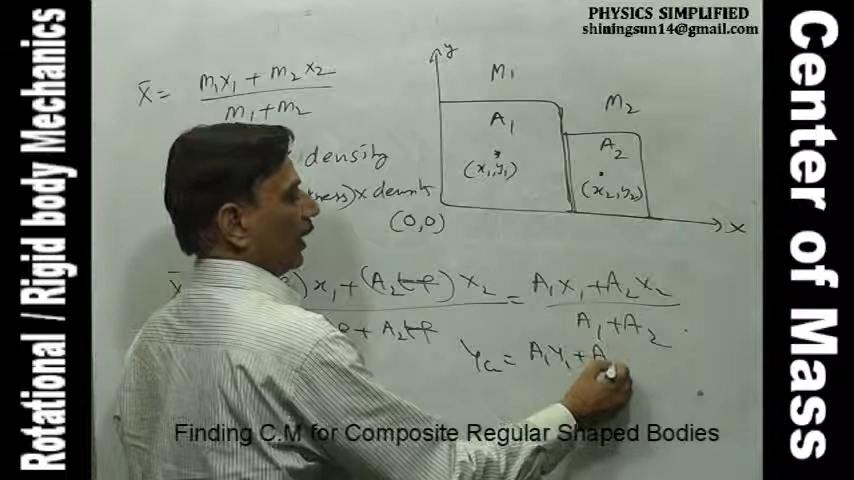 Rotational / Rigid body Mechanics
Center of Mass
PHYSICS SIMPLIFIED
shiningsun14@gmail.com
x̄ = m₁x₁ + m₂x₂
m₁ + m₂
density
ness) x density
y
M₁
M₂
A₁
A₂
(x₁, y₁)
(x₂, y₂)
(0,0)
x
) x₁ + (A₂tρ) x₂ = A₁x₁ + A₂x₂
ρ + A₂tρ
A₁ + A₂
= A₁y₁ + A
Finding C.M for Composite Regular Shaped Bodies